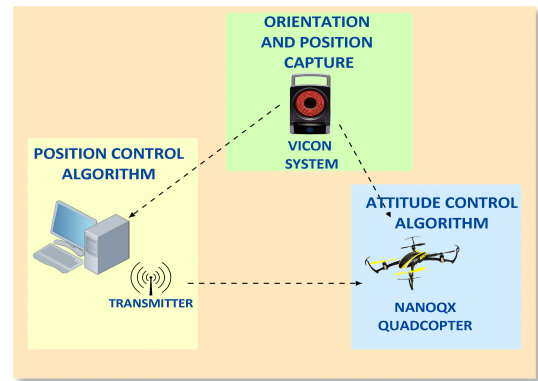 ORIENTATION
AND POSITION
CAPTURE
VICON
SYSTEM
POSITION CONTROL
ALGORITHM
TRANSMITTER
ATTITUDE CONTROL
ALGORITHM
NANOQX
QUADCOPTER